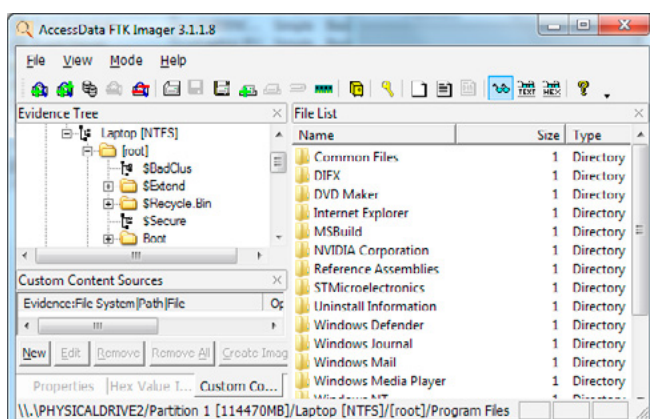 AccessData FTK Imager 3.1.1.8
File View Mode Help
Evidence Tree
Laptop [NTFS]
[root]
$BadClus
$Extend
$Recycle.Bin
$Secure
Boot
Custom Content Sources
Evidence:File System|Path|File
New Edit Remove Remove All Create Imag
Properties Hex Value I... Custom Co...
File List
Name Size Type
Common Files 1 Directory
DIFX 1 Directory
DVD Maker 1 Directory
Internet Explorer 1 Directory
MSBuild 1 Directory
NVIDIA Corporation 1 Directory
Reference Assemblies 1 Directory
STMicroelectronics 1 Directory
Uninstall Information 1 Directory
Windows Defender 1 Directory
Windows Journal 1 Directory
Windows Mail 1 Directory
Windows Media Player 1 Directory
Windows NT 1 Directory
\\.\PHYSICALDRIVE2/Partition 1 [114470MB]/Laptop [NTFS]/[root]/Program Files